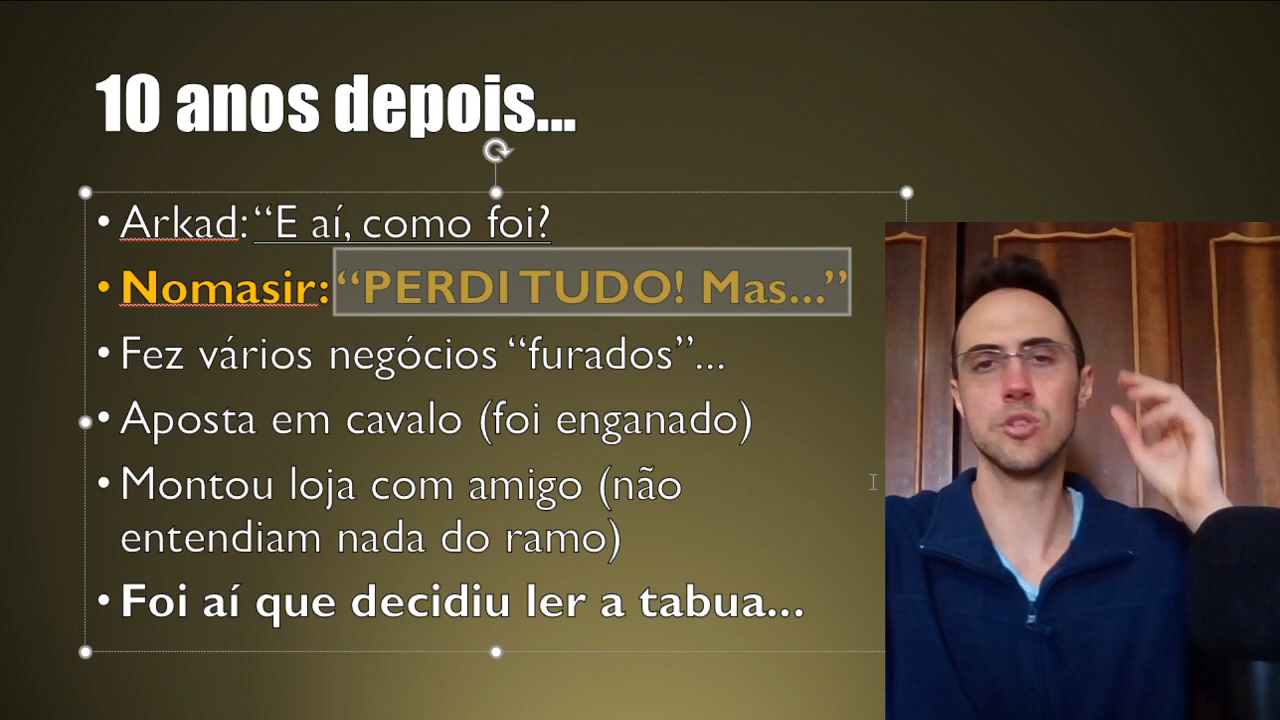 10 anos depois...
• Arkad: “E aí, como foi?
• Nomasir: “PERDI TUDO! Mas...”
• Fez vários negócios “furados”...
• Aposta em cavalo (foi enganado)
• Montou loja com amigo (não
entendiam nada do ramo)
• Foi aí que decidiu ler a tabua...